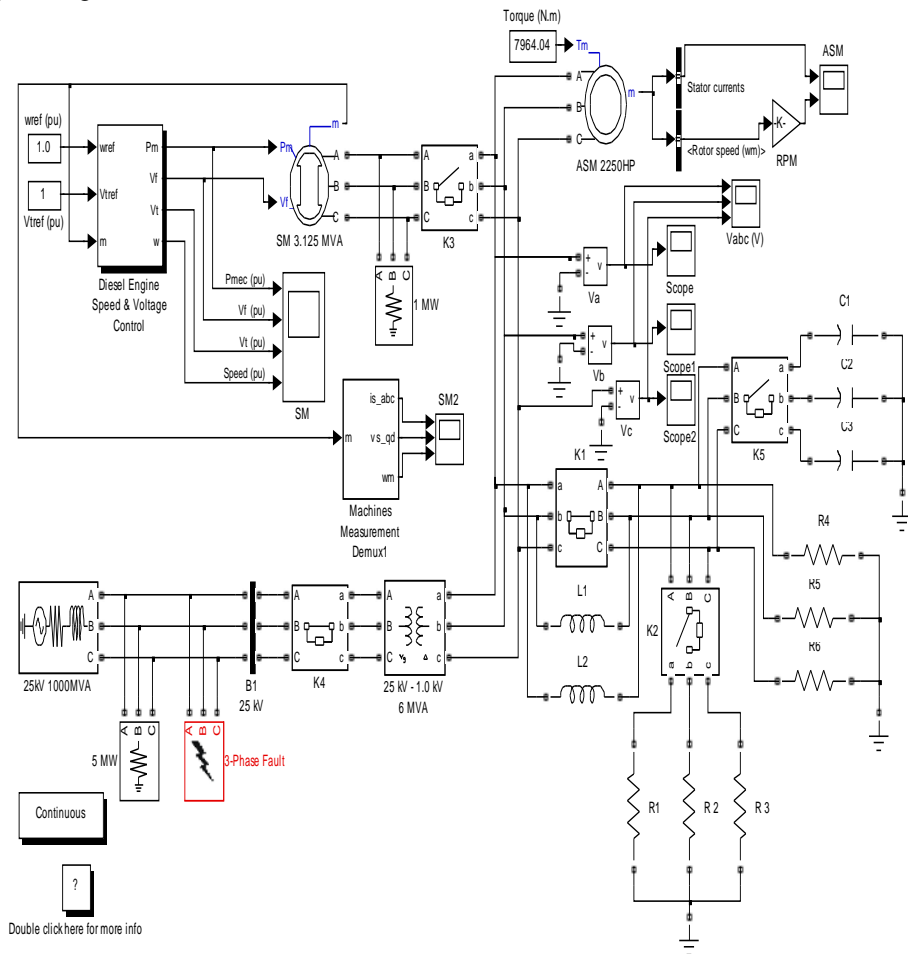 Torque (N.m)
7964.04
Tm
A
B
C
m
ASM 2250HP
Stator currents
<Rotor speed (wm)>
-K-
RPM
ASM
wref (pu)
1.0
1
Vtref (pu)
wref
Vtref
m
Pm
Vf
Vt
w
Diesel Engine
Speed & Voltage
Control
Pm
Vf_
m
A
B
C
SM 3.125 MVA
A
B
C
a
b
c
K3
A B C
1 MW
Pmec (pu)
Vf (pu)
Vt (pu)
Speed (pu)
SM
m
is_abc
vs_qd
wm
SM2
Machines
Measurement
Demux1
Vabc (V)
+
-
v
Va
Scope
+
-
v
Vb
Scope1
+
-
v
Vc
Scope2
A
B
C
a
b
c
K5
C1
C2
C3
K1
a
b
c
A
B
C
L1
L2
A B C
a b c
K2
R4
R5
R6
R1
R 2
R 3
A
B
C
25kV 1000MVA
B1
25 kV
A
B
C
a
b
c
K4
A
B
C
a
b
c
Yg
Δ
25 kV - 1.0 kV
6 MVA
A B C
5 MW
A B C
3-Phase Fault
Continuous
?
Double click here for more info